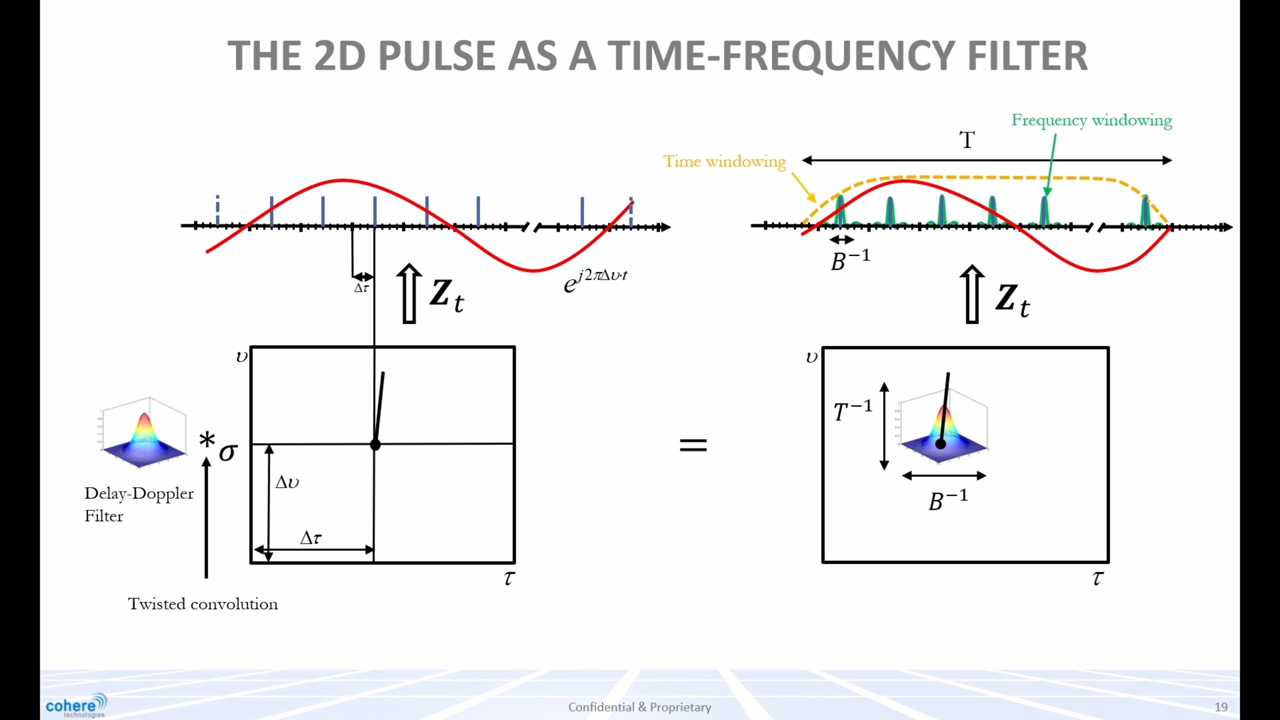 THE 2D PULSE AS A TIME-FREQUENCY FILTER
Frequency windowing
T
Time windowing
B⁻¹
Δτ
Z_t
e^{j2πΔυ·t}
Z_t
υ
υ
T⁻¹
*σ
=
Δυ
B⁻¹
Delay-Doppler
Filter
Δτ
τ
τ
Twisted convolution
cohere
technologies
Confidential & Proprietary
19